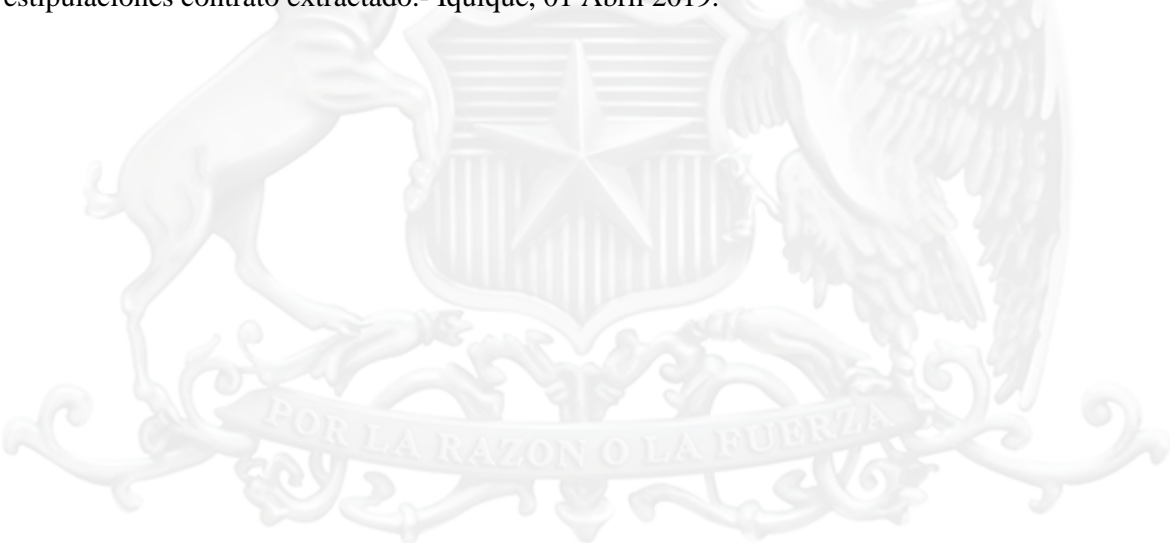 estipulaciones contrato extractado.- Iquique, 01 Abril 2019.
POR LA RAZON O LA FUERZA